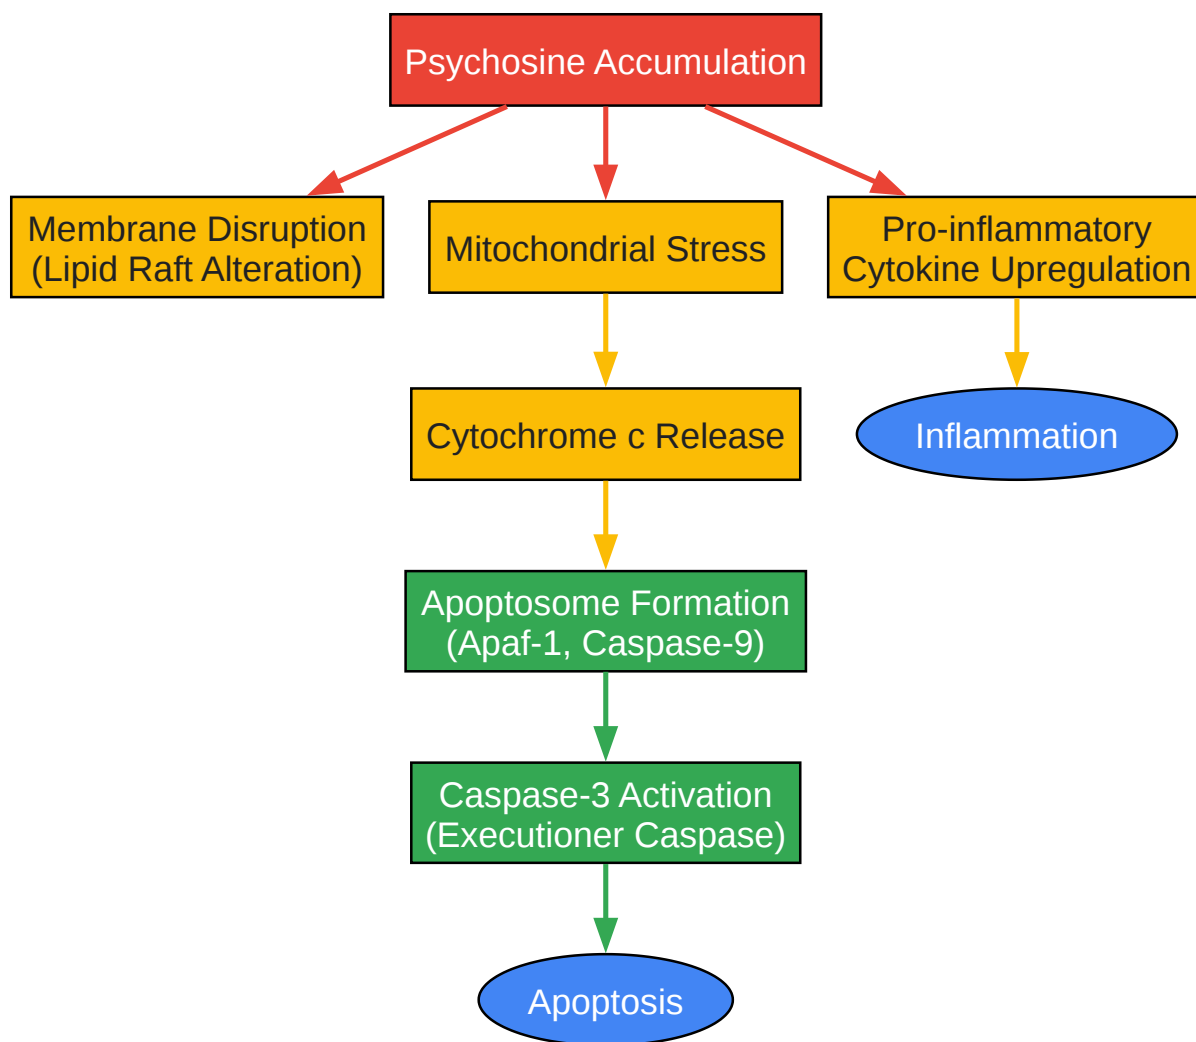 Psychosine Accumulation
Membrane Disruption
(Lipid Raft Alteration)
Mitochondrial Stress
Pro-inflammatory
Cytokine Upregulation
Cytochrome c Release
Inflammation
Apoptosome Formation
(Apaf-1, Caspase-9)
Caspase-3 Activation
(Executioner Caspase)
Apoptosis